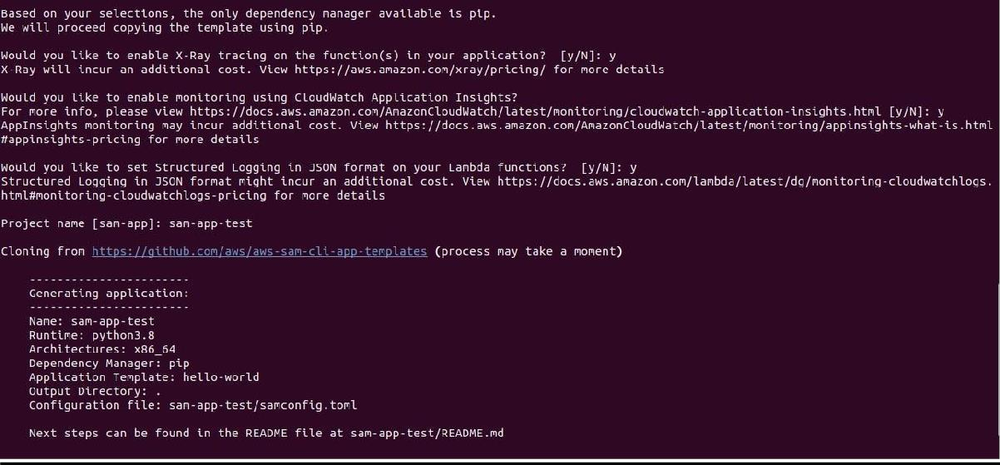 Based on your selections, the only dependency manager available is pip.
We will proceed copying the template using pip.
Would you like to enable X-Ray tracing on the function(s) in your application?  [y/N]: y
X-Ray will incur an additional cost. View https://aws.amazon.com/xray/pricing/ for more details
Would you like to enable monitoring using CloudWatch Application Insights?
For more info, please view https://docs.aws.amazon.com/AmazonCloudWatch/latest/monitoring/cloudwatch-application-insights.html [y/N]: y
AppInsights monitoring may incur additional cost. View https://docs.aws.amazon.com/AmazonCloudWatch/latest/monitoring/appinsights-what-is.html
#appinsights-pricing for more details
Would you like to set Structured Logging in JSON format on your Lambda functions?  [y/N]: y
Structured Logging in JSON format might incur an additional cost. View https://docs.aws.amazon.com/lambda/latest/dg/monitoring-cloudwatchlogs.
html#monitoring-cloudwatchlogs-pricing for more details
Project name [sam-app]: sam-app-test
Cloning from https://github.com/aws/aws-sam-cli-app-templates (process may take a moment)
-----------------------
Generating application:
-----------------------
Name: sam-app-test
Runtime: python3.8
Architectures: x86_64
Dependency Manager: pip
Application Template: hello-world
Output Directory: .
Configuration file: sam-app-test/samconfig.toml
Next steps can be found in the README file at sam-app-test/README.md